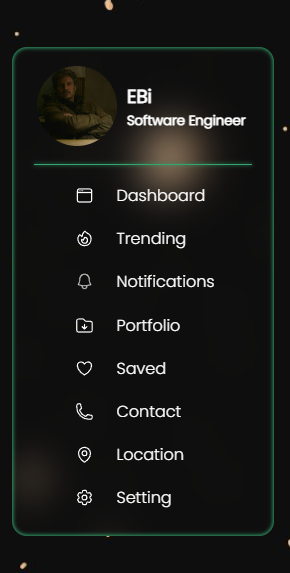 EBi
Software Engineer
Dashboard
Trending
Notifications
Portfolio
Saved
Contact
Location
Setting